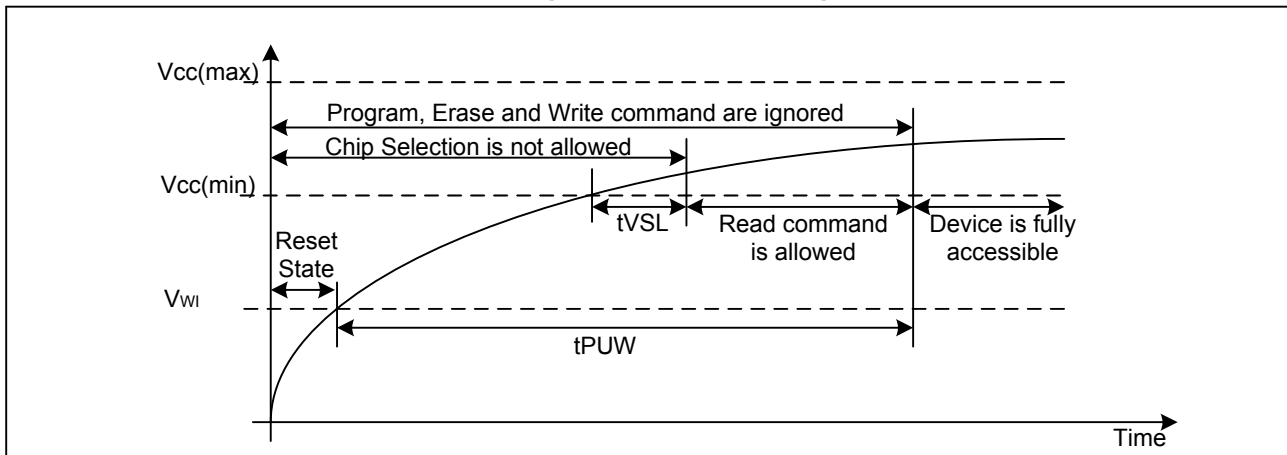 Vcc(max)
Program, Erase and Write command are ignored
Chip Selection is not allowed
Vcc(min)
tVSL
Read command
is allowed
Device is fully
accessible
Reset
State
VWI
tPUW
Time